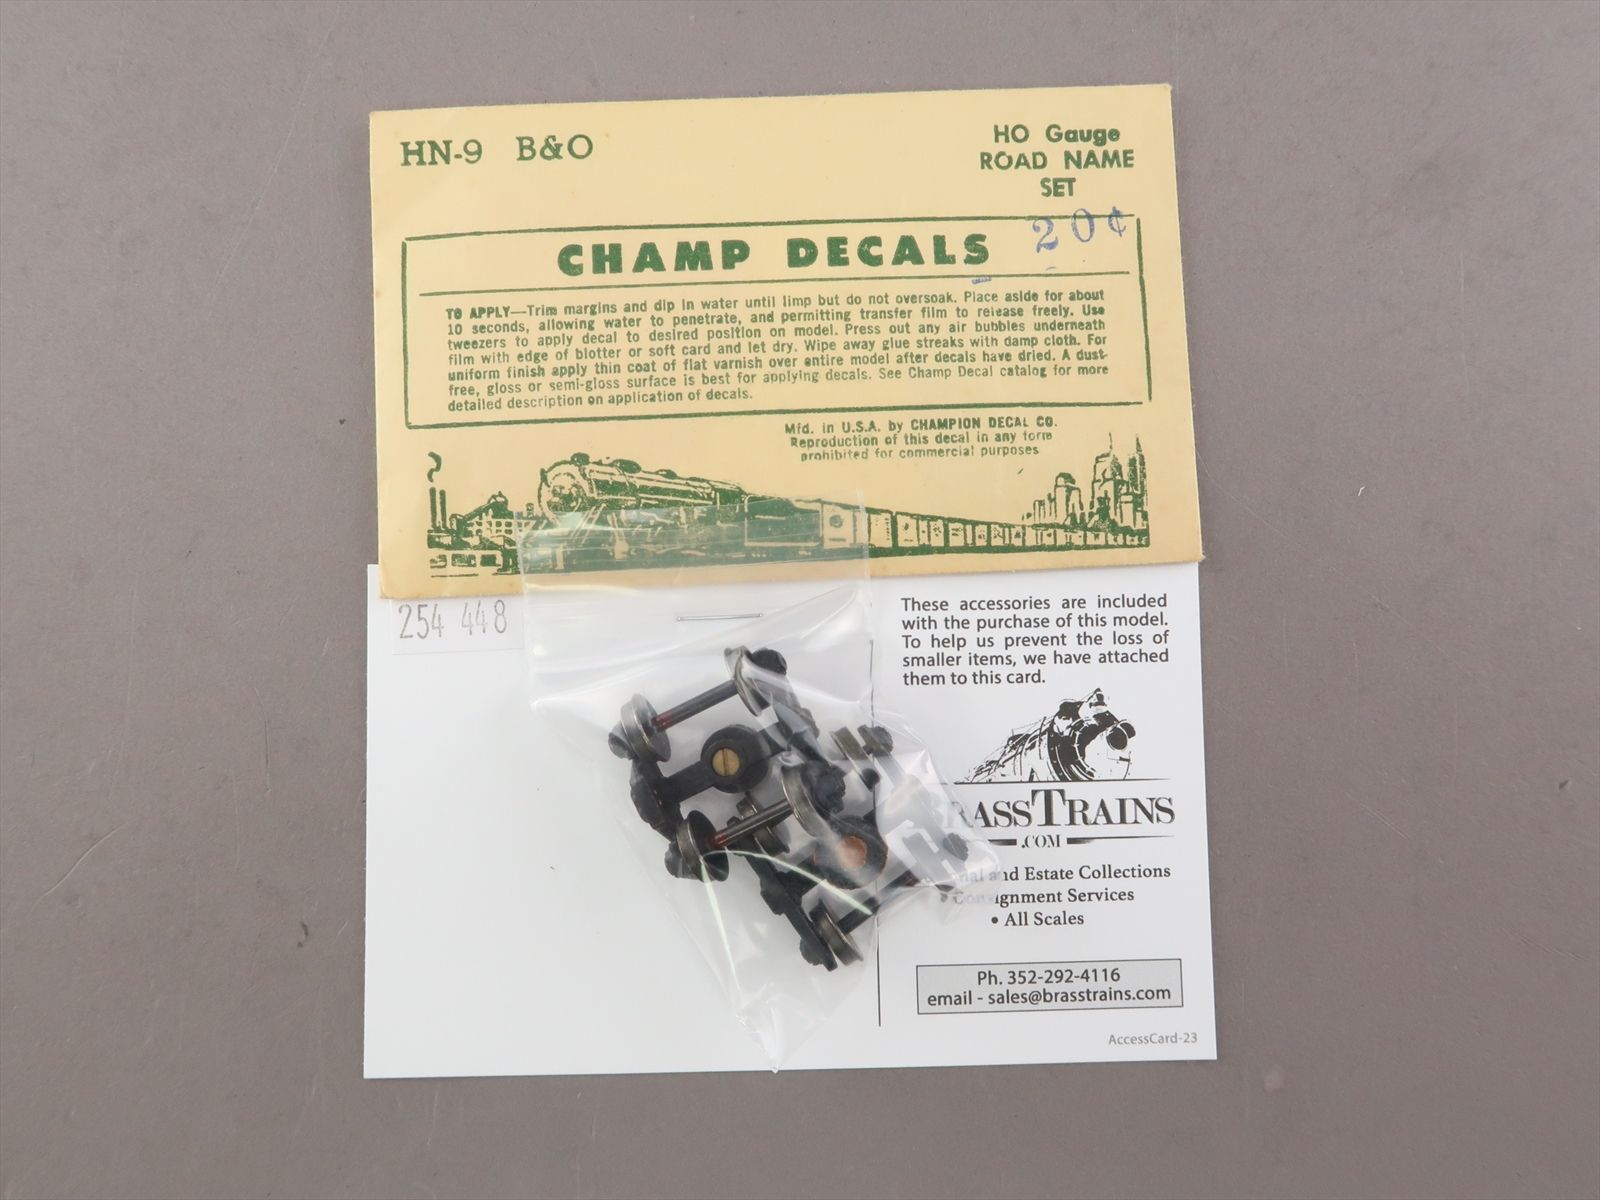 HN-9 B&O
HO Gauge
ROAD NAME
SET
20¢
CHAMP DECALS
TO APPLY—Trim margins and dip in water until limp but do not oversoak. Place aside for about
10 seconds, allowing water to penetrate, and permitting transfer film to release freely. Use
tweezers to apply decal to desired position on model. Press out any air bubbles underneath
film with edge of blotter or soft card and let dry. Wipe away glue streaks with damp cloth. For
uniform finish apply thin coat of flat varnish over entire model after decals have dried. A dust-
free, gloss or semi-gloss surface is best for applying decals. See Champ Decal catalog for more
detailed description on application of decals.
Mfd. in U.S.A. by CHAMPION DECAL CO.
Reproduction of this decal in any form
prohibited for commercial purposes
254 448
These accessories are included
with the purchase of this model.
To help us prevent the loss of
smaller items, we have attached
them to this card.
BRASSTRAINS
.COM
and Estate Collections
• Consignment Services
• All Scales
Ph. 352-292-4116
email - sales@brasstrains.com
AccessCard-23